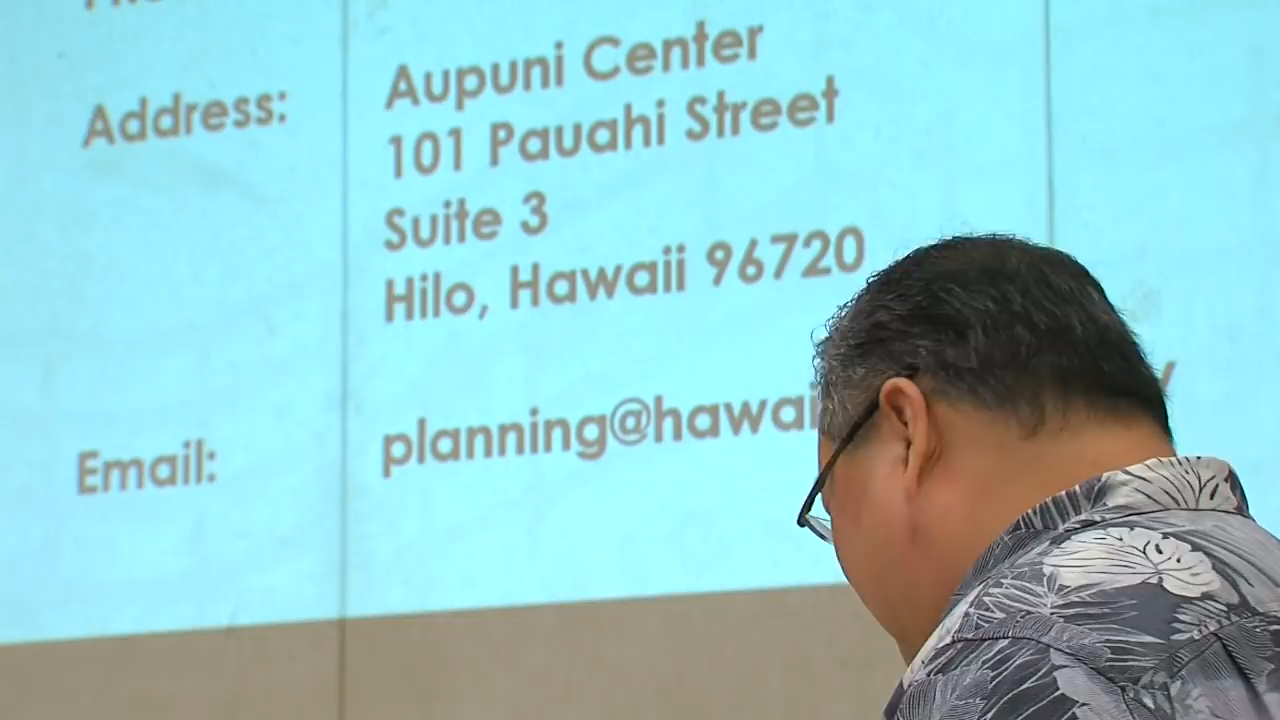 Address:
Aupuni Center
101 Pauahi Street
Suite 3
Hilo, Hawaii 96720
Email:
planning@hawai